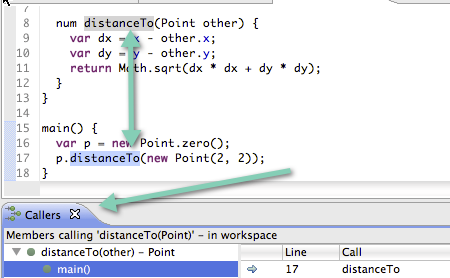 7
8 num distanceTo(Point other) {
9 var dx = x - other.x;
10 var dy = y - other.y;
11 return Math.sqrt(dx * dx + dy * dy);
12 }
13 }
14
15 main() {
16 var p = new Point.zero();
17 p.distanceTo(new Point(2, 2));
18 }
Callers
Members calling 'distanceTo(Point)' - in workspace
distanceTo(other) - Point Line Call
main() 17 distanceTo